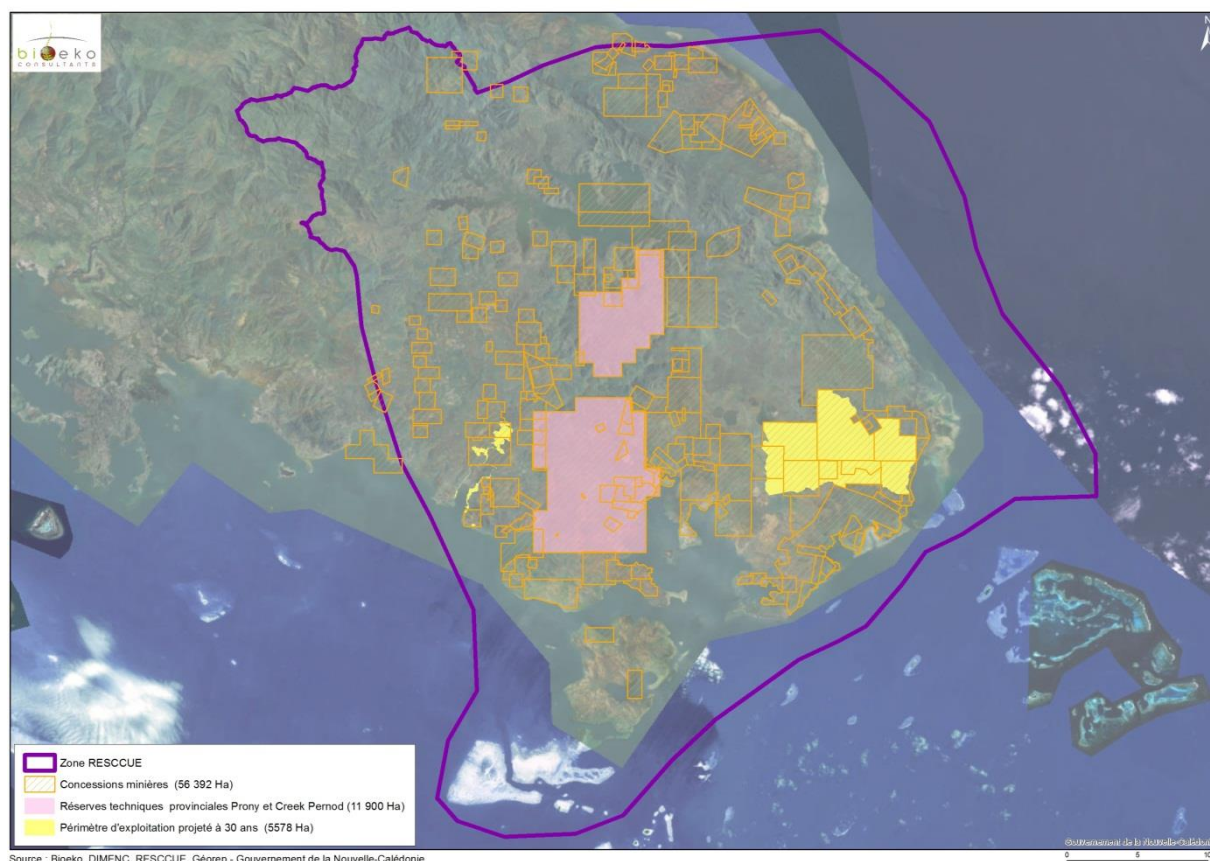 bioeko
CONSULTANTS
N
Zone RESCCUE
Concessions minières (56 392 Ha)
Réserves techniques provinciales Prony et Creek Pernod (11 900 Ha)
Périmètre d'exploitation projeté à 30 ans (5578 Ha)
Gouvernement de la Nouvelle-Calédonie
Source : Bioeko, DIMENC, RESCCUE, Géorep - Gouvernement de la Nouvelle-Calédonie
0 5 10